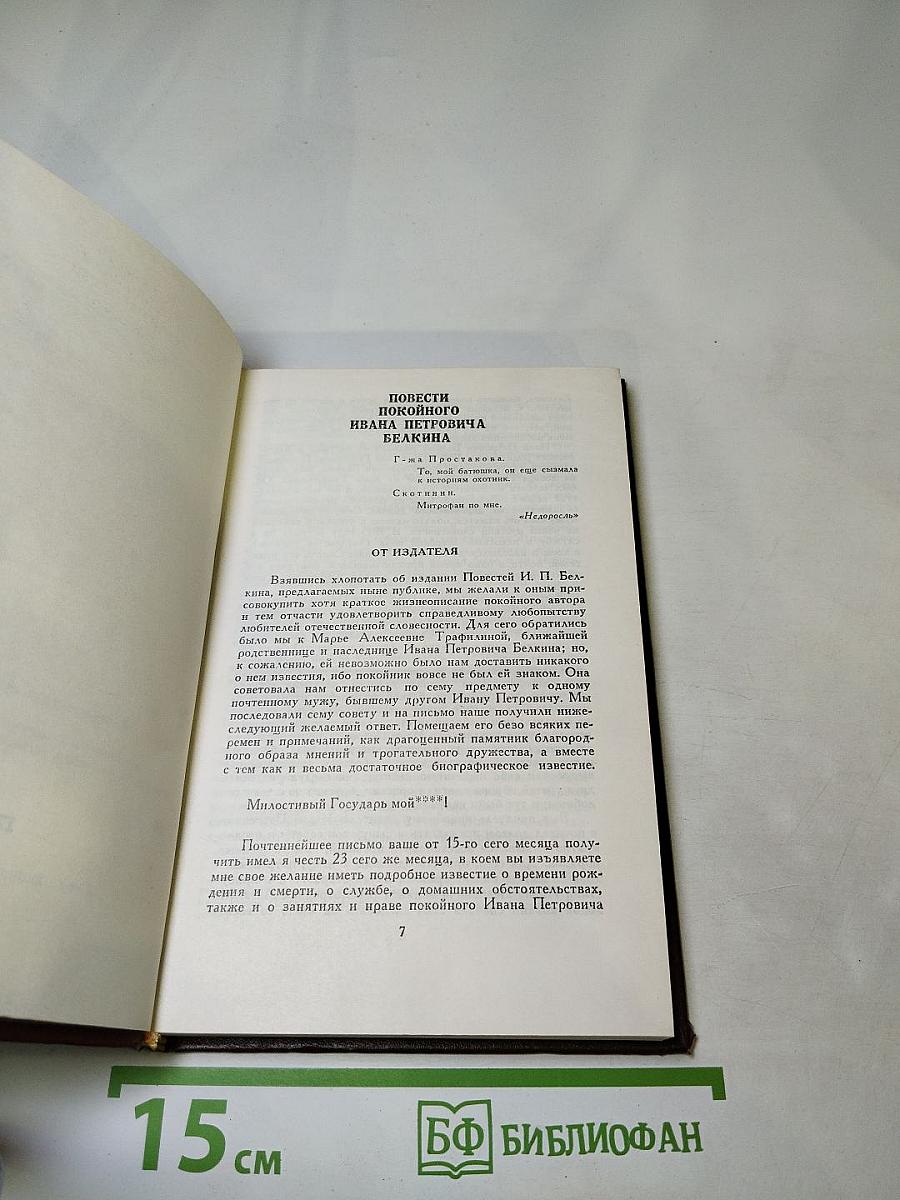 ПОВЕСТИ
ПОКОЙНОГО
ИВАНА ПЕТРОВИЧА
БЕЛКИНА
Г-жа Простакова.
То, мой батюшка, он еще сызмала
к историям охотник.
Скотинин.
Митрофан по мне.
«Недоросль»
ОТ ИЗДАТЕЛЯ
Взявшись хлопотать об издании Повестей И. П. Бел-
кина, предлагаемых ныне публике, мы желали к оным при-
совокупить хотя краткое жизнеописание покойного автора
и тем отчасти удовлетворить справедливому любопытству
любителей отечественной словесности. Для сего обратились
было мы к Марье Алексеевне Трафилиной, ближайшей
родственнице и наследнице Ивана Петровича Белкина; но,
к сожалению, ей невозможно было нам доставить никакого
о нем известия, ибо покойник вовсе не был ей знаком. Она
советовала нам отнестись по сему предмету к одному
почтенному мужу, бывшему другом Ивану Петровичу. Мы
последовали сему совету и на письмо наше получили ниже-
следующий желаемый ответ. Помещаем его безо всяких пе-
ремен и примечаний, как драгоценный памятник благород-
ного образа мнений и трогательного дружества, а вместе
с тем как и весьма достаточное биографическое известие.
Милостивый Государь мой****!
Почтеннейшее письмо ваше от 15-го сего месяца полу-
чить имел я честь 23 сего же месяца, в коем вы изъявляете
мне свое желание иметь подробное известие о времени рож-
дения и смерти, о службе, о домашних обстоятельствах,
также и о занятиях и нраве покойного Ивана Петровича
7
15 см
БФ БИБЛИОФАН